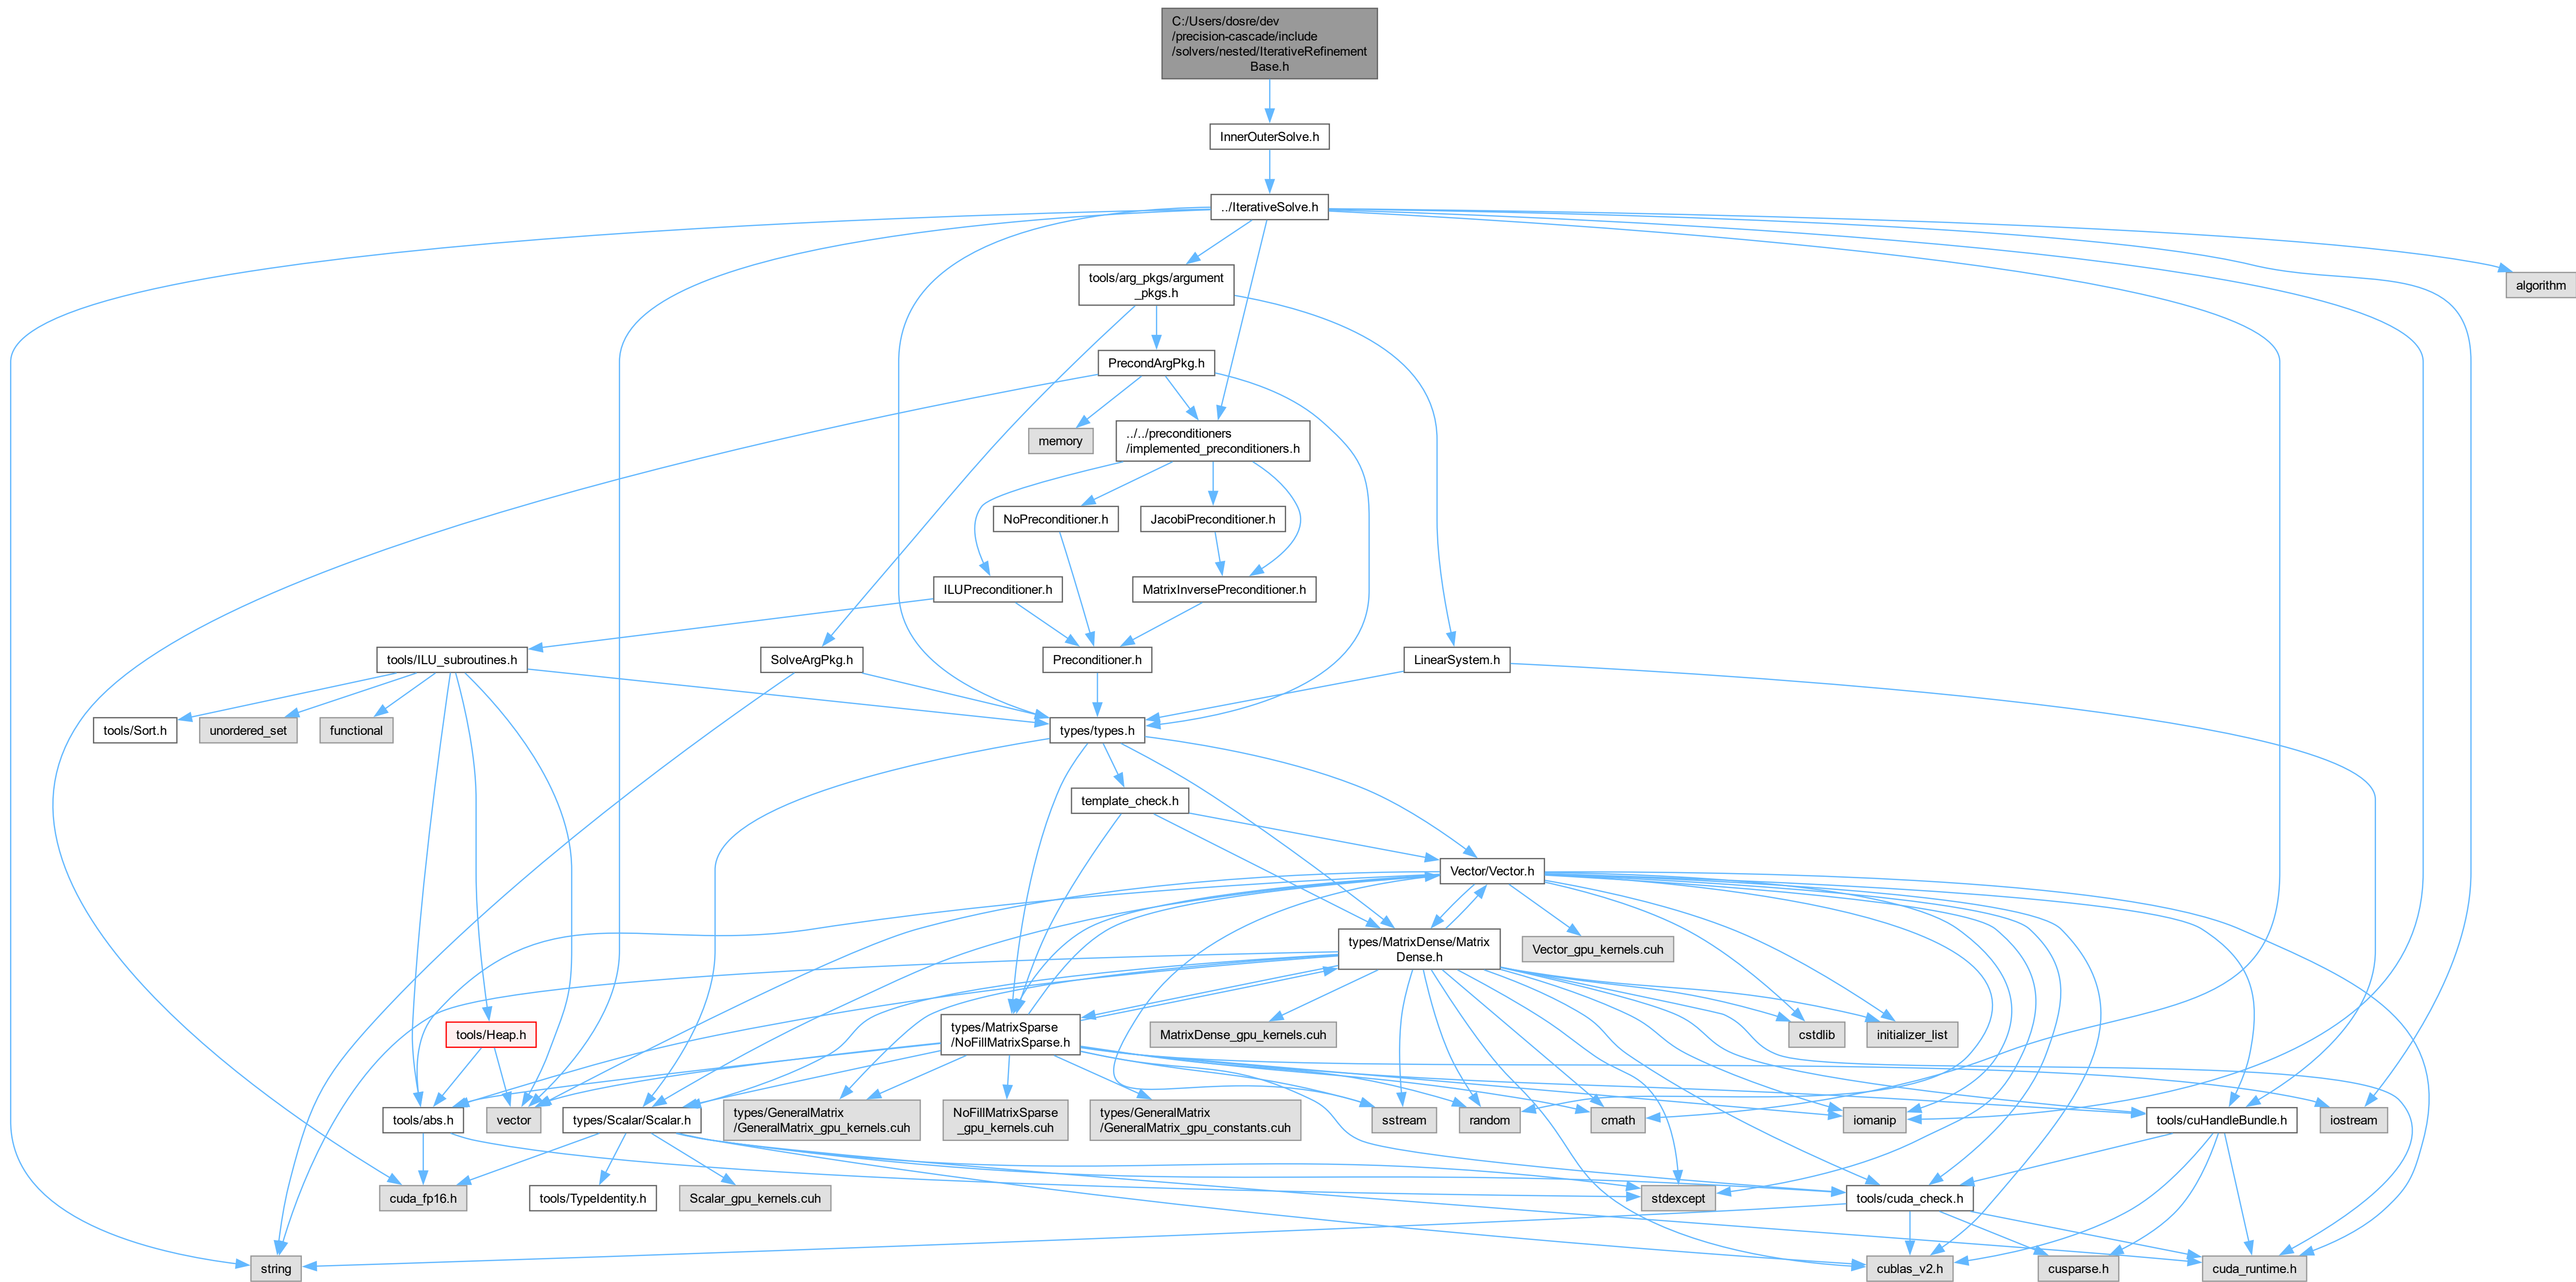 C:/Users/dosre/dev
/precision-cascade/include
/solvers/nested/IterativeRefinement
Base.h
InnerOuterSolve.h
../IterativeSolve.h
tools/arg_pkgs/argument
_pkgs.h
algorithm
PrecondArgPkg.h
memory
../../preconditioners
/implemented_preconditioners.h
NoPreconditioner.h
JacobiPreconditioner.h
ILUPreconditioner.h
MatrixInversePreconditioner.h
tools/ILU_subroutines.h
SolveArgPkg.h
Preconditioner.h
LinearSystem.h
tools/Sort.h
unordered_set
functional
types/types.h
template_check.h
Vector/Vector.h
types/MatrixDense/Matrix
Dense.h
Vector_gpu_kernels.cuh
tools/Heap.h
types/MatrixSparse
/NoFillMatrixSparse.h
MatrixDense_gpu_kernels.cuh
cstdlib
initializer_list
tools/abs.h
vector
types/Scalar/Scalar.h
types/GeneralMatrix
/GeneralMatrix_gpu_kernels.cuh
NoFillMatrixSparse
_gpu_kernels.cuh
types/GeneralMatrix
/GeneralMatrix_gpu_constants.cuh
sstream
random
cmath
iomanip
tools/cuHandleBundle.h
iostream
cuda_fp16.h
tools/TypeIdentity.h
Scalar_gpu_kernels.cuh
stdexcept
tools/cuda_check.h
string
cublas_v2.h
cusparse.h
cuda_runtime.h